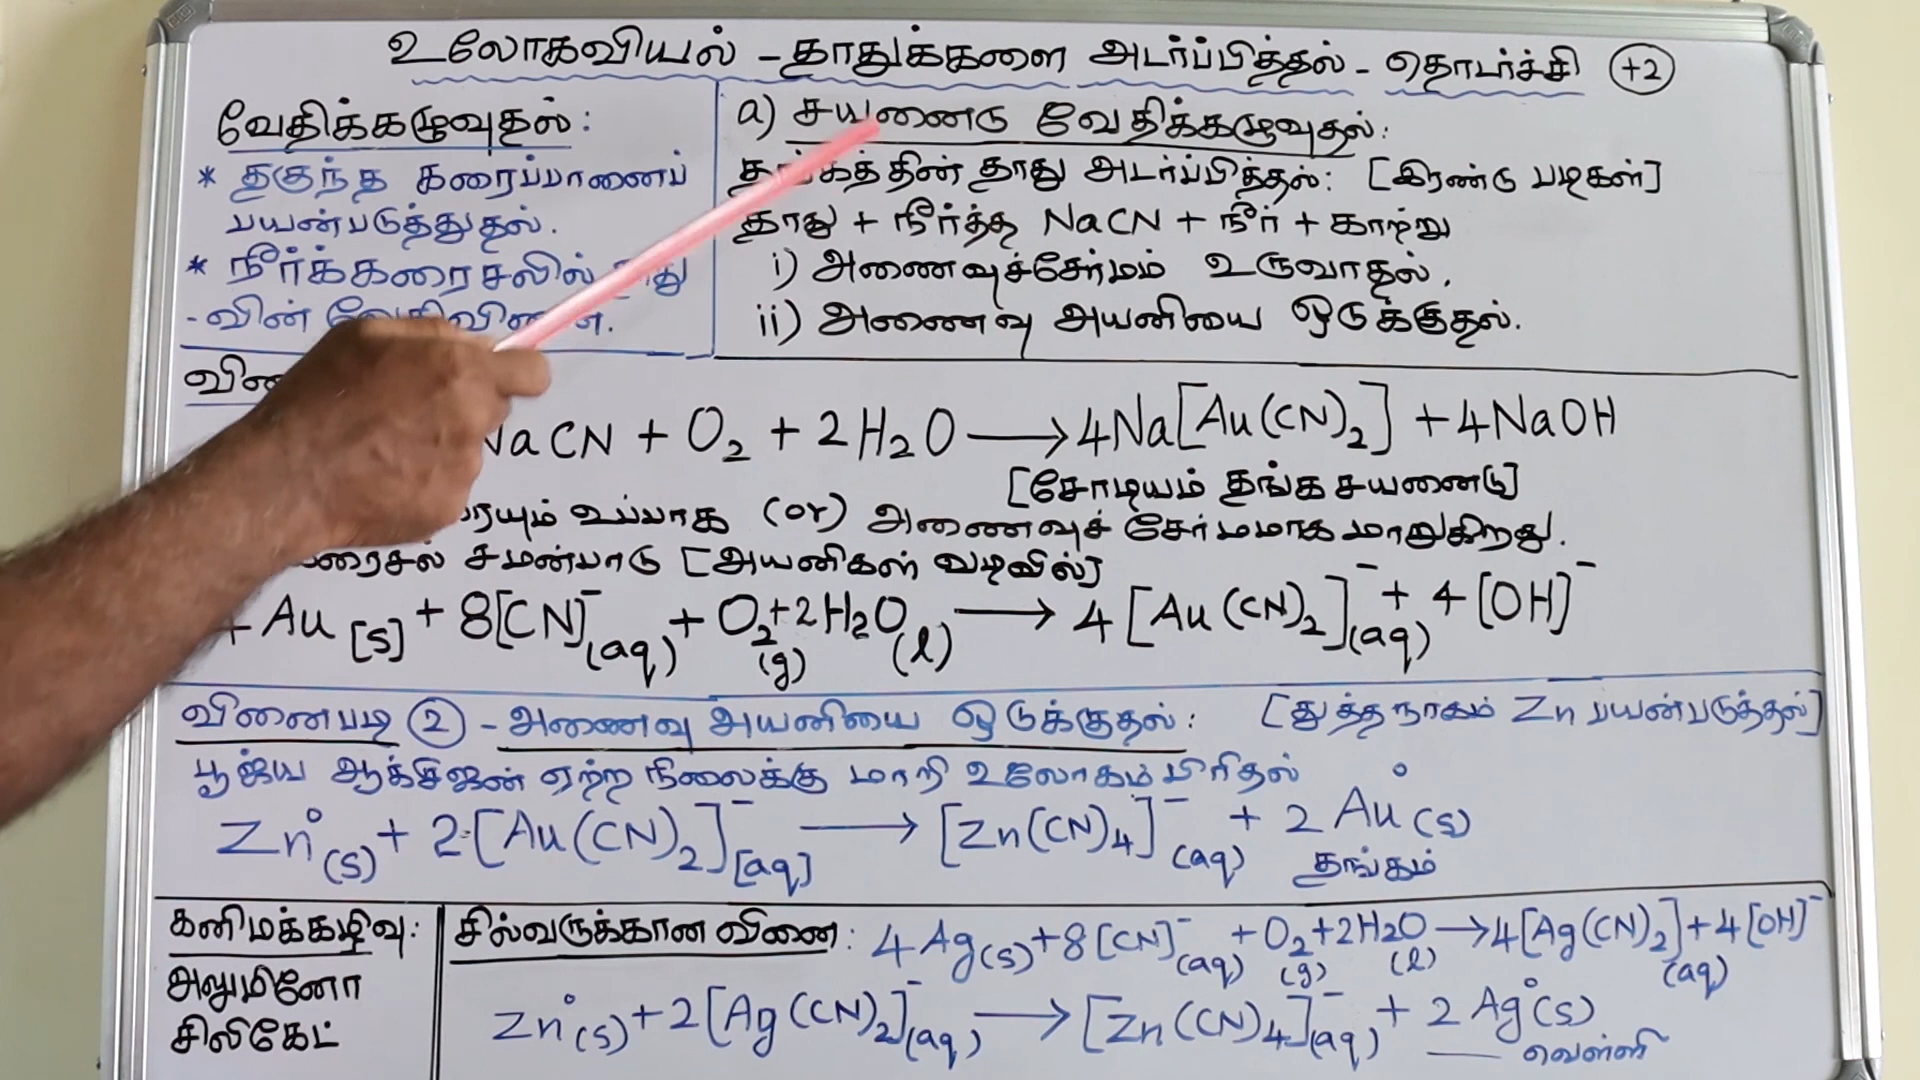 உலோகவியல் - தாதுக்களை அடர்ப்பித்தல் - தொடர்ச்சி (+2)
வேதிக்கழுவுதல்:
* தகுந்த கரைப்பானைப்
பயன்படுத்துதல்.
* நீர்க்கரைசலில்
- வின்
a) சயனைடு வேதிக்கழுவுதல்:
தங்கத்தின் தாது அடர்ப்பித்தல்: [இரண்டு படிகள்]
தாது + நீர்த்த NaCN + நீர் + காற்று
i) அணைவுச்சேர்மம் உருவாதல்.
ii) அணைவு அயனியை ஒடுக்குதல்.
NaCN + O₂ + 2H₂O ⟶ 4Na[Au(CN)₂] + 4NaOH
[சோடியம் தங்க சயனைடு]
உப்பாக (or) அணைவுச் சேர்மமாக மாறுகிறது.
சமன்பாடு [அயனிகள் வடிவில்]
Au [s] + 8[CN]⁻ (aq) + O₂ (g) + 2H₂O (l) ⟶ 4 [Au(CN)₂]⁻ (aq) + 4 [OH]⁻
வினைபடி (2) - அணைவு அயனியை ஒடுக்குதல்: [துத்தநாகம் Zn பயன்படுத்தல்]
பூஜ்ய ஆக்சிஜன் ஏற்ற நிலைக்கு மாறி உலோகம் பிரிதல்
Zn° (s) + 2[Au(CN)₂]⁻ [aq] ⟶ [Zn(CN)₄]⁻ (aq) + 2 Au° (s)
தங்கம்
கனிமக்கழிவு:
அலுமினோ
சிலிகேட்
சில்வருக்கான வினை: 4Ag(s) + 8[CN]⁻ (aq) + O₂ (g) + 2H₂O (l) ⟶ 4[Ag(CN)₂]⁻ (aq) + 4[OH]⁻
Zn° (s) + 2[Ag(CN)₂]⁻ (aq) ⟶ [Zn(CN)₄]⁻ (aq) + 2 Ag° (s)
வெள்ளி